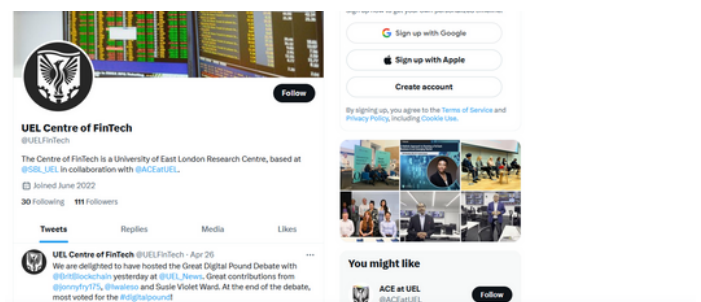 UEL Centre of FinTech
@UELFinTech
Follow
The Centre of FinTech is a University of East London Research Centre, based at
@SBL_UEL in collaboration with @ACEatUEL.
Joined June 2022
30 Following 111 Followers
Tweets Replies Media Likes
UEL Centre of FinTech @UELFinTech · Apr 26 ...
We are delighted to have hosted the Great Digital Pound Debate with
@BritBlockchain yesterday at @UEL_News. Great contributions from
@jonnyfry175, @lwaieso and Susie Violet Ward. At the end of the debate,
most voted for the #digitalpound!
Sign up with Google
Sign up with Apple
Create account
By signing up, you agree to the Terms of Service and
Privacy Policy, including Cookie Use.
You might like
ACE at UEL
@ACEatUEL
Follow